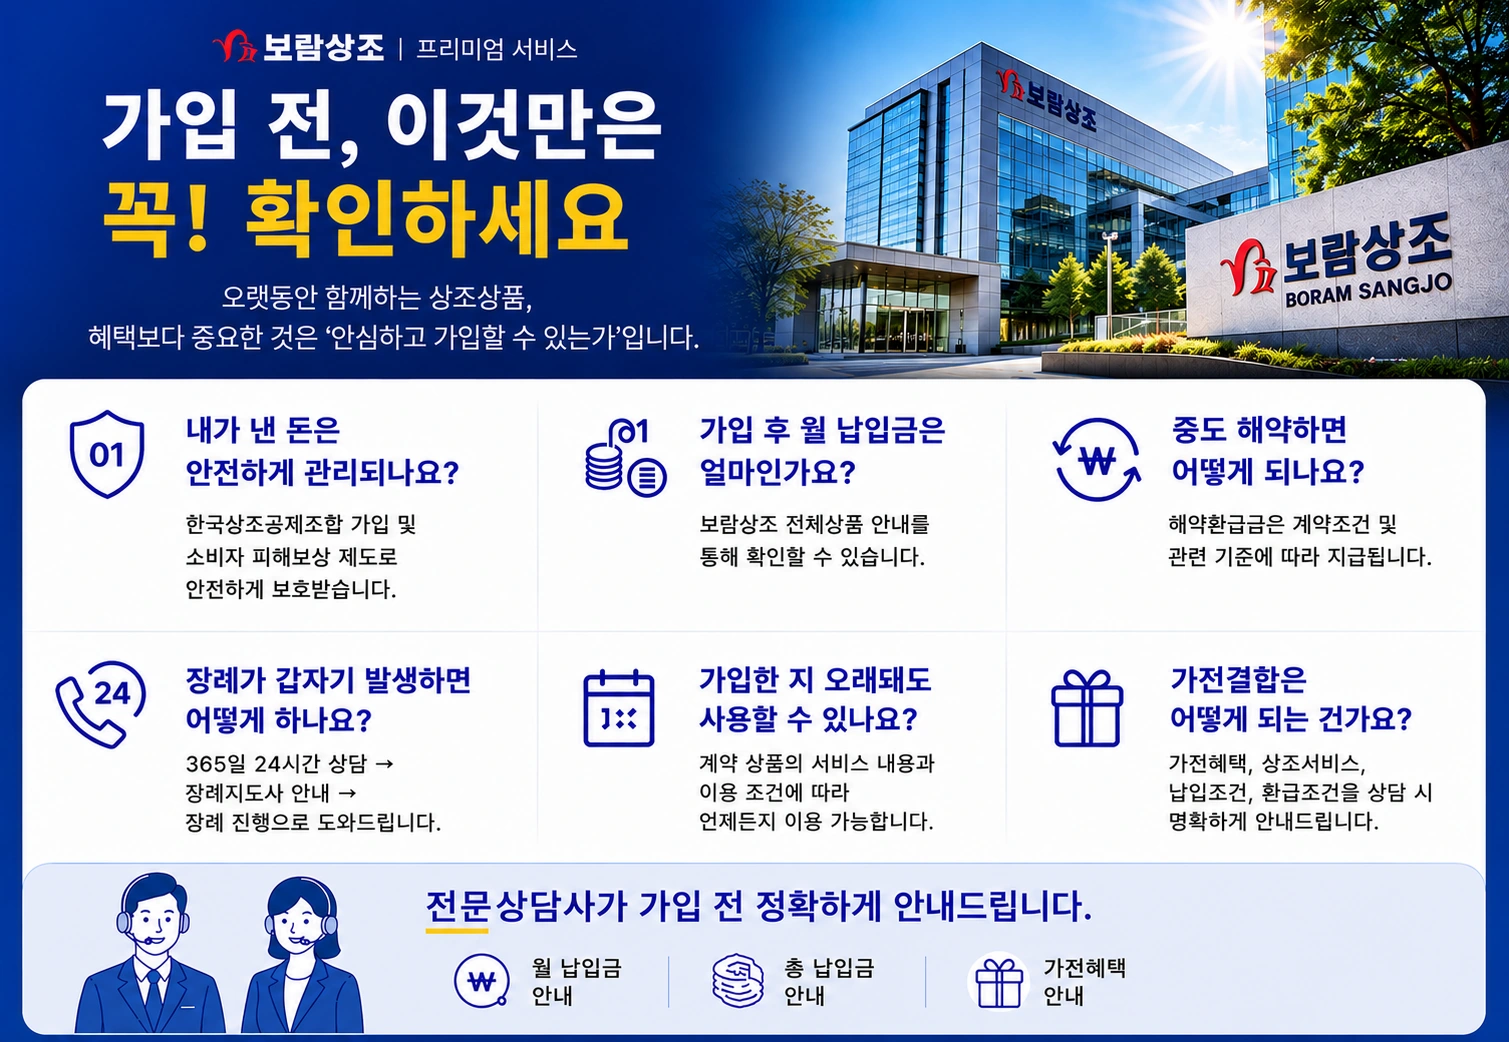 보람상조 | 프리미엄 서비스
가입 전, 이것만은
꼭! 확인하세요
오랫동안 함께하는 상조상품,
혜택보다 중요한 것은 ‘안심하고 가입할 수 있는가’입니다.
보람상조
보람상조
BORAM SANGJO
01
내가 낸 돈은
안전하게 관리되나요?
한국상조공제조합 가입 및
소비자 피해보상 제도로
안전하게 보호받습니다.
01
가입 후 월 납입금은
얼마인가요?
보람상조 전체상품 안내를
통해 확인할 수 있습니다.
₩
중도 해약하면
어떻게 되나요?
해약환급금은 계약조건 및
관련 기준에 따라 지급됩니다.
24
장례가 갑자기 발생하면
어떻게 하나요?
365일 24시간 상담 →
장례지도사 안내 →
장례 진행으로 도와드립니다.
가입한 지 오래돼도
사용할 수 있나요?
계약 상품의 서비스 내용과
이용 조건에 따라
언제든지 이용 가능합니다.
가전결합은
어떻게 되는 건가요?
가전혜택, 상조서비스,
납입조건, 환급조건을 상담 시
명확하게 안내드립니다.
전문상담사가 가입 전 정확하게 안내드립니다.
₩
월 납입금
안내
총 납입금
안내
가전혜택
안내